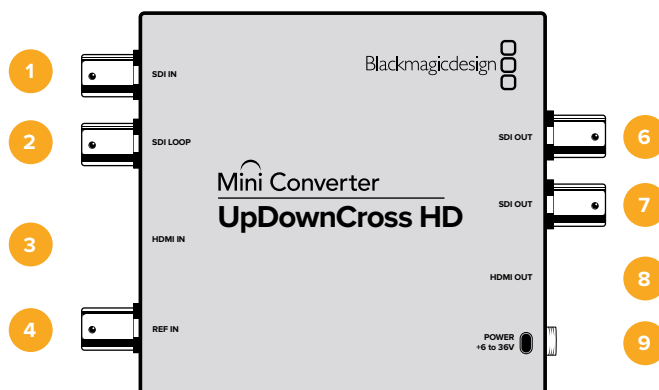 1
SDI IN
Blackmagicdesign
2
SDI LOOP
SDI OUT
6
Mini Converter
UpDownCross HD
SDI OUT
7
3
HDMI IN
HDMI OUT
8
4
REF IN
POWER
+6 to 36V
9